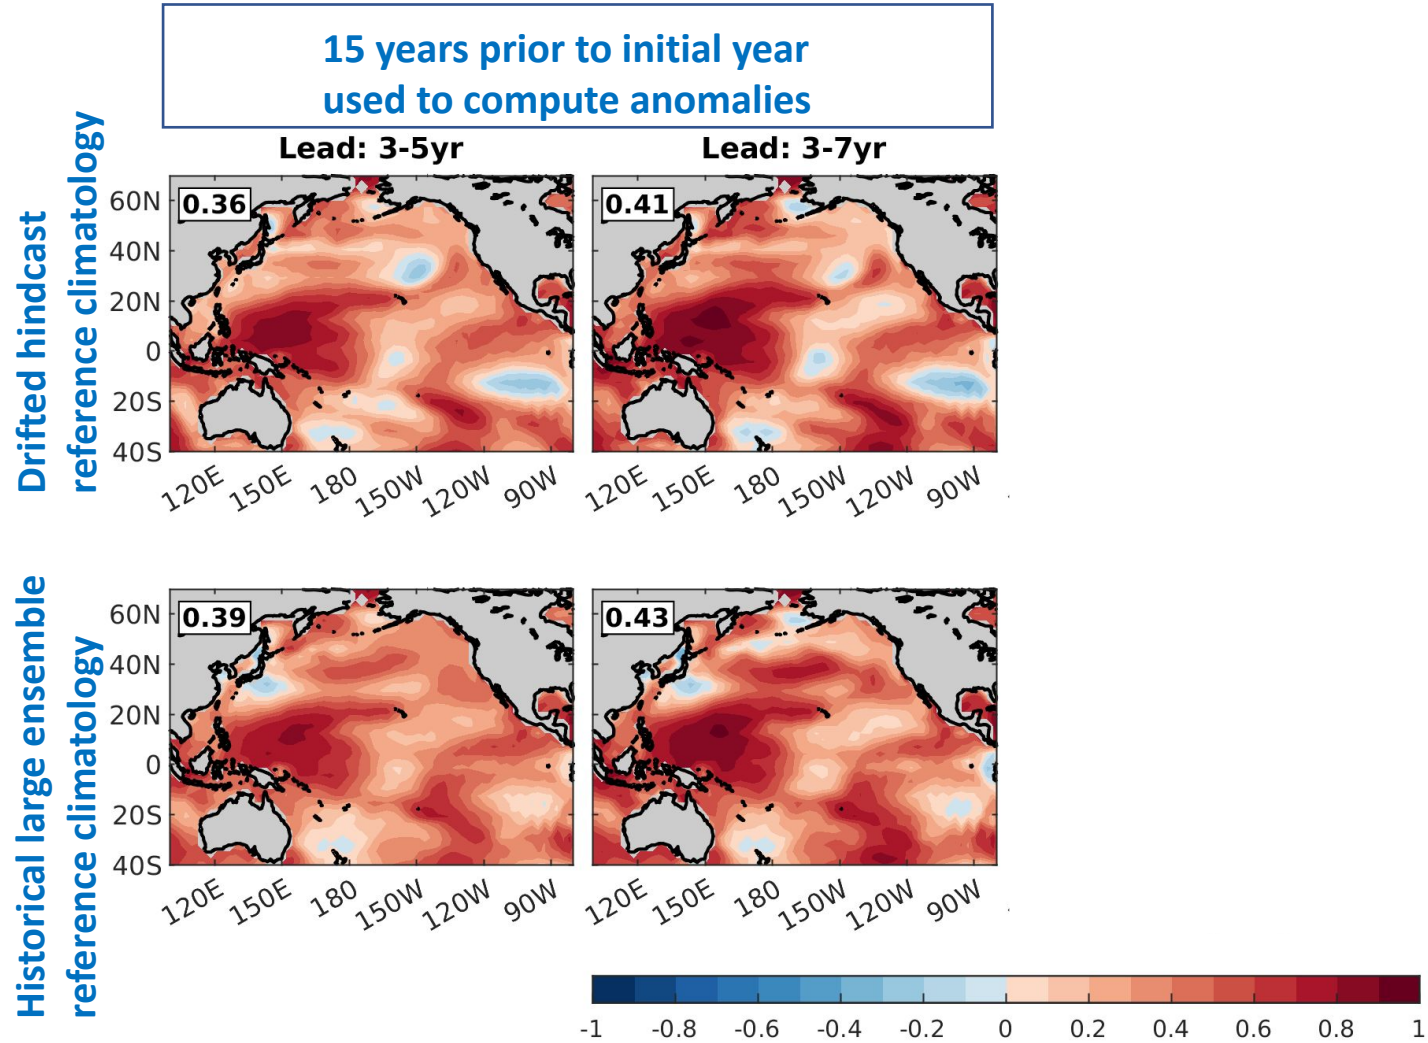 15 years prior to initial year
used to compute anomalies
Drifted hindcast
reference climatology
Lead: 3-5yr
Lead: 3-7yr
0.36
0.41
60N
40N
20N
0
20S
40S
120E 150E 180 150W 120W 90W
120E 150E 180 150W 120W 90W
Historical large ensemble
reference climatology
0.39
0.43
60N
40N
20N
0
20S
40S
120E 150E 180 150W 120W 90W
120E 150E 180 150W 120W 90W
-1 -0.8 -0.6 -0.4 -0.2 0 0.2 0.4 0.6 0.8 1